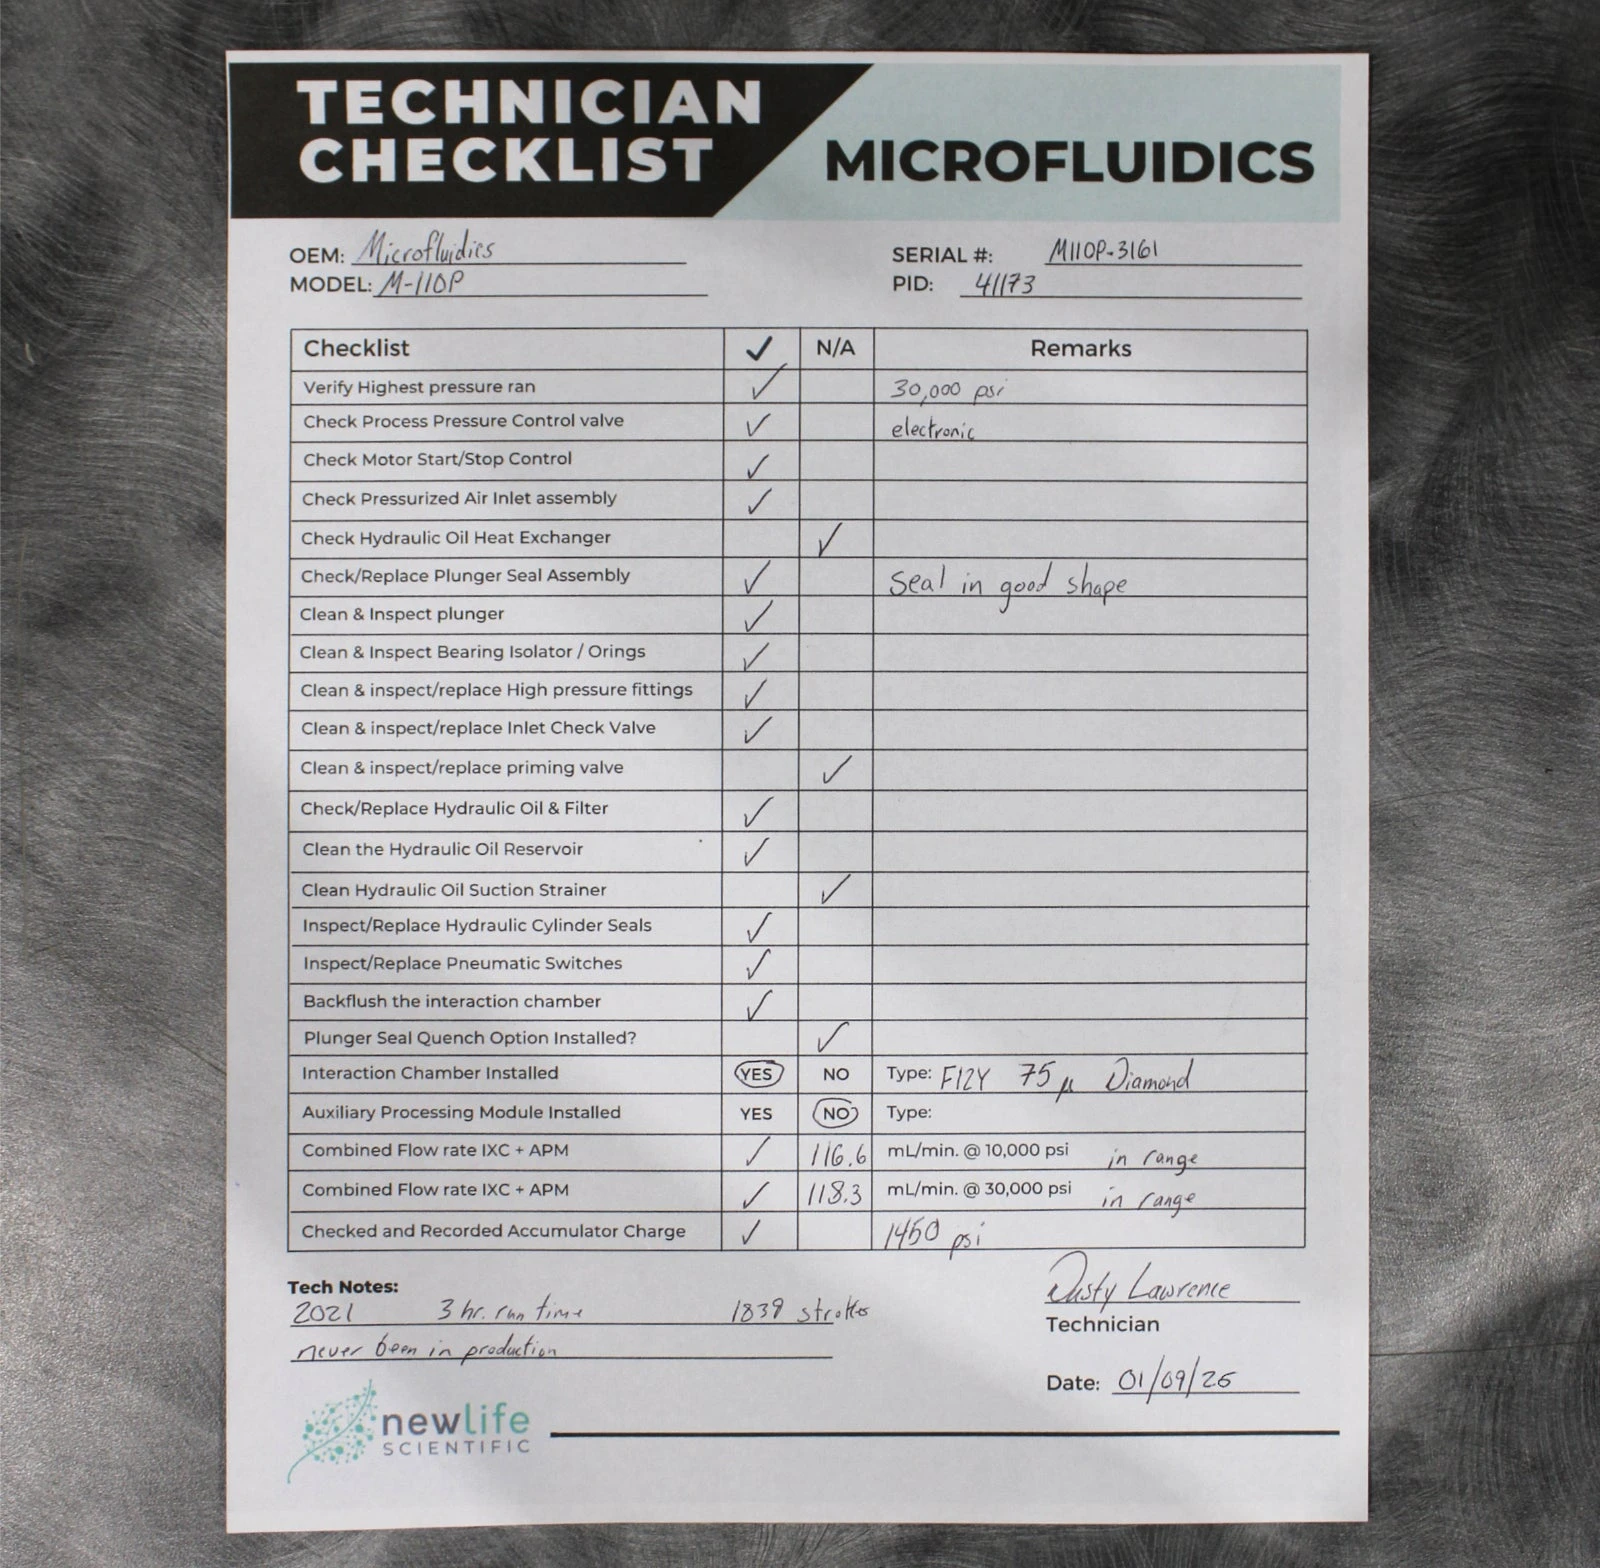 TECHNICIAN
CHECKLIST
MICROFLUIDICS
OEM: Microfluidics SERIAL #: M110P-3161
MODEL: M-110P PID: 41173
Checklist ✓ N/A Remarks
Verify Highest pressure ran ✓ 30,000 psi
Check Process Pressure Control valve ✓ electronic
Check Motor Start/Stop Control ✓
Check Pressurized Air Inlet assembly ✓
Check Hydraulic Oil Heat Exchanger ✓
Check/Replace Plunger Seal Assembly ✓ Seal in good shape
Clean & Inspect plunger ✓
Clean & Inspect Bearing Isolator / Orings ✓
Clean & inspect/replace High pressure fittings ✓
Clean & inspect/replace Inlet Check Valve ✓
Clean & inspect/replace priming valve ✓
Check/Replace Hydraulic Oil & Filter ✓
Clean the Hydraulic Oil Reservoir ✓
Clean Hydraulic Oil Suction Strainer ✓
Inspect/Replace Hydraulic Cylinder Seals ✓
Inspect/Replace Pneumatic Switches ✓
Backflush the interaction chamber ✓
Plunger Seal Quench Option Installed? ✓
Interaction Chamber Installed YES NO Type: F12Y 75 µ Diamond
Auxiliary Processing Module Installed YES NO Type:
Combined Flow rate IXC + APM ✓ 116.6 mL/min. @ 10,000 psi in range
Combined Flow rate IXC + APM ✓ 118.3 mL/min. @ 30,000 psi in range
Checked and Recorded Accumulator Charge ✓ 1450 psi
Tech Notes:
2021 3 hr. run time 1839 strokes
never been in production
Dusty Lawrence
Technician
Date: 01/09/25
newlife
SCIENTIFIC